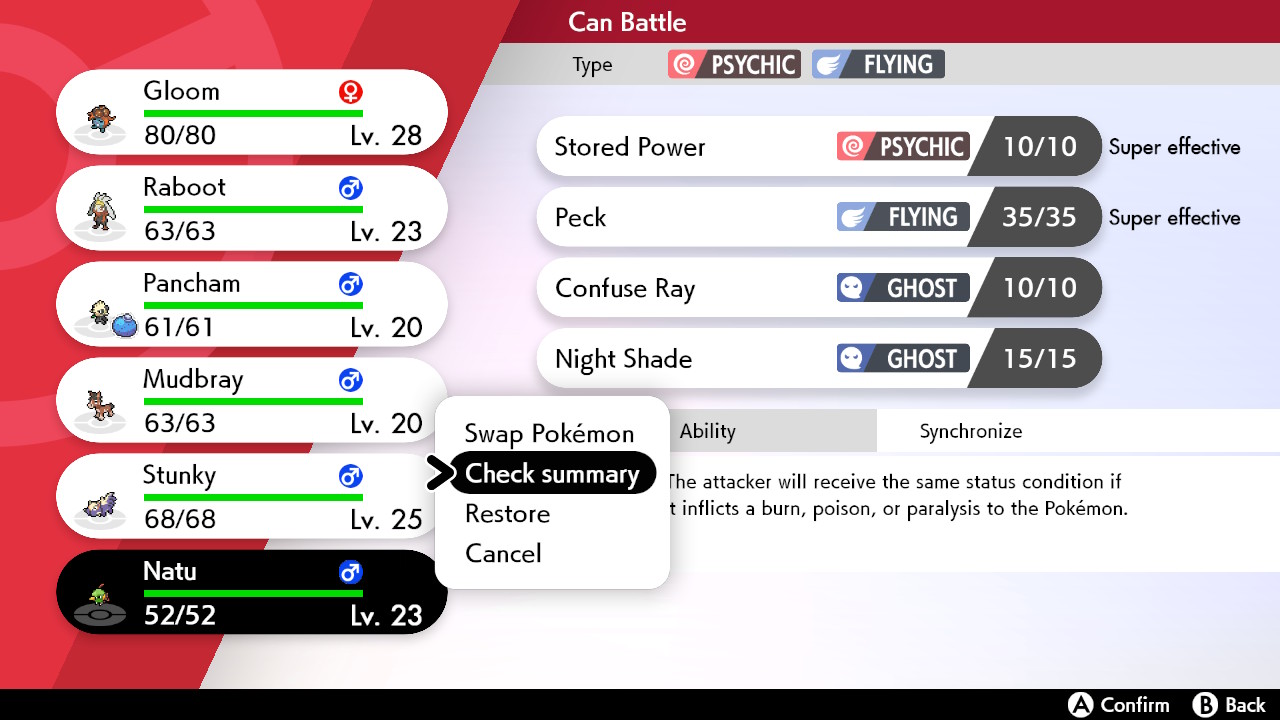 Can Battle
Type PSYCHIC FLYING
Gloom ♀
80/80 Lv. 28
Raboot ♂
63/63 Lv. 23
Pancham ♂
61/61 Lv. 20
Mudbray ♂
63/63 Lv. 20
Stunky ♂
68/68 Lv. 25
Natu ♂
52/52 Lv. 23
Stored Power PSYCHIC 10/10 Super effective
Peck FLYING 35/35 Super effective
Confuse Ray GHOST 10/10
Night Shade GHOST 15/15
Swap Pokémon
Check summary
Restore
Cancel
Ability Synchronize
The attacker will receive the same status condition if
t inflicts a burn, poison, or paralysis to the Pokémon.
A Confirm B Back